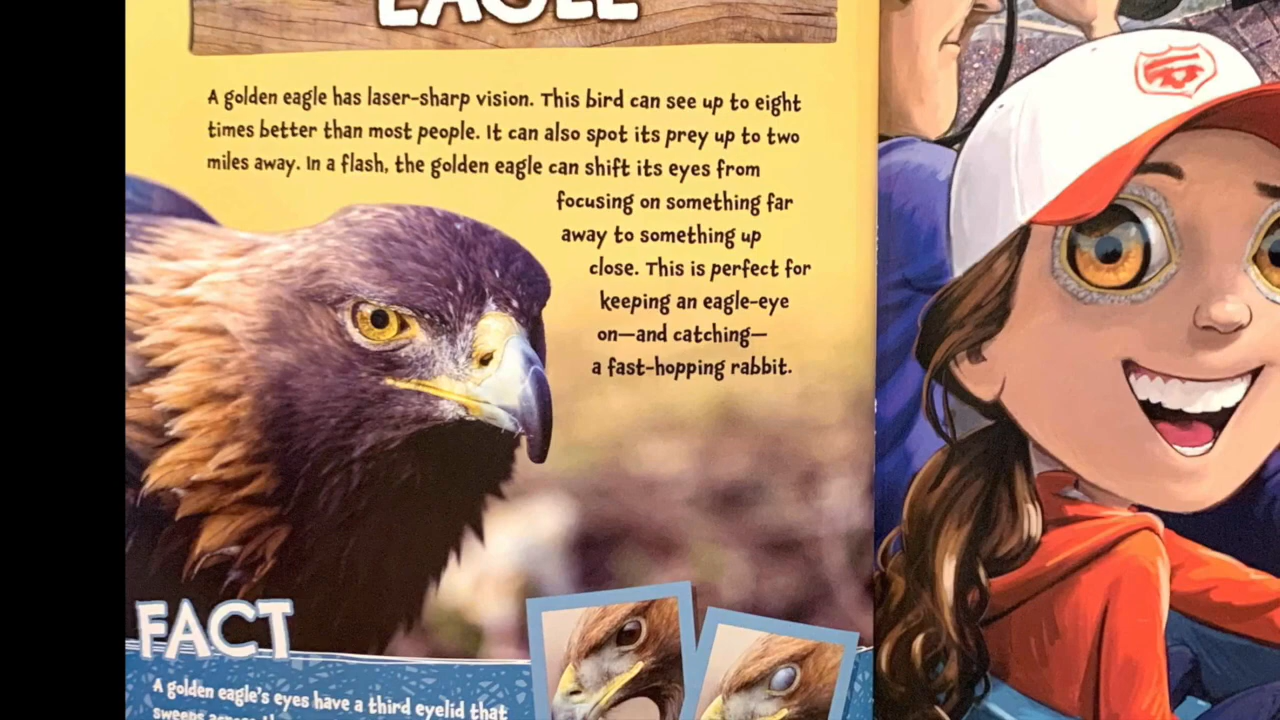 EAGLE
A golden eagle has laser-sharp vision. This bird can see up to eight
times better than most people. It can also spot its prey up to two
miles away. In a flash, the golden eagle can shift its eyes from
focusing on something far
away to something up
close. This is perfect for
keeping an eagle-eye
on—and catching—
a fast-hopping rabbit.
FACT
A golden eagle's eyes have a third eyelid that
sweeps across